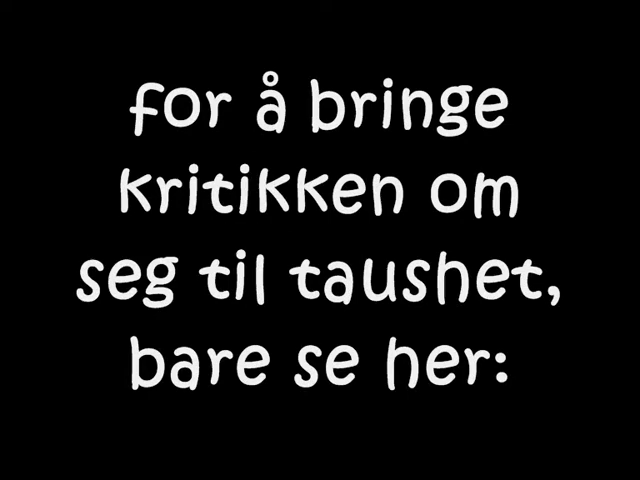 for å bringe
kritikken om
seg til taushet,
bare se her: